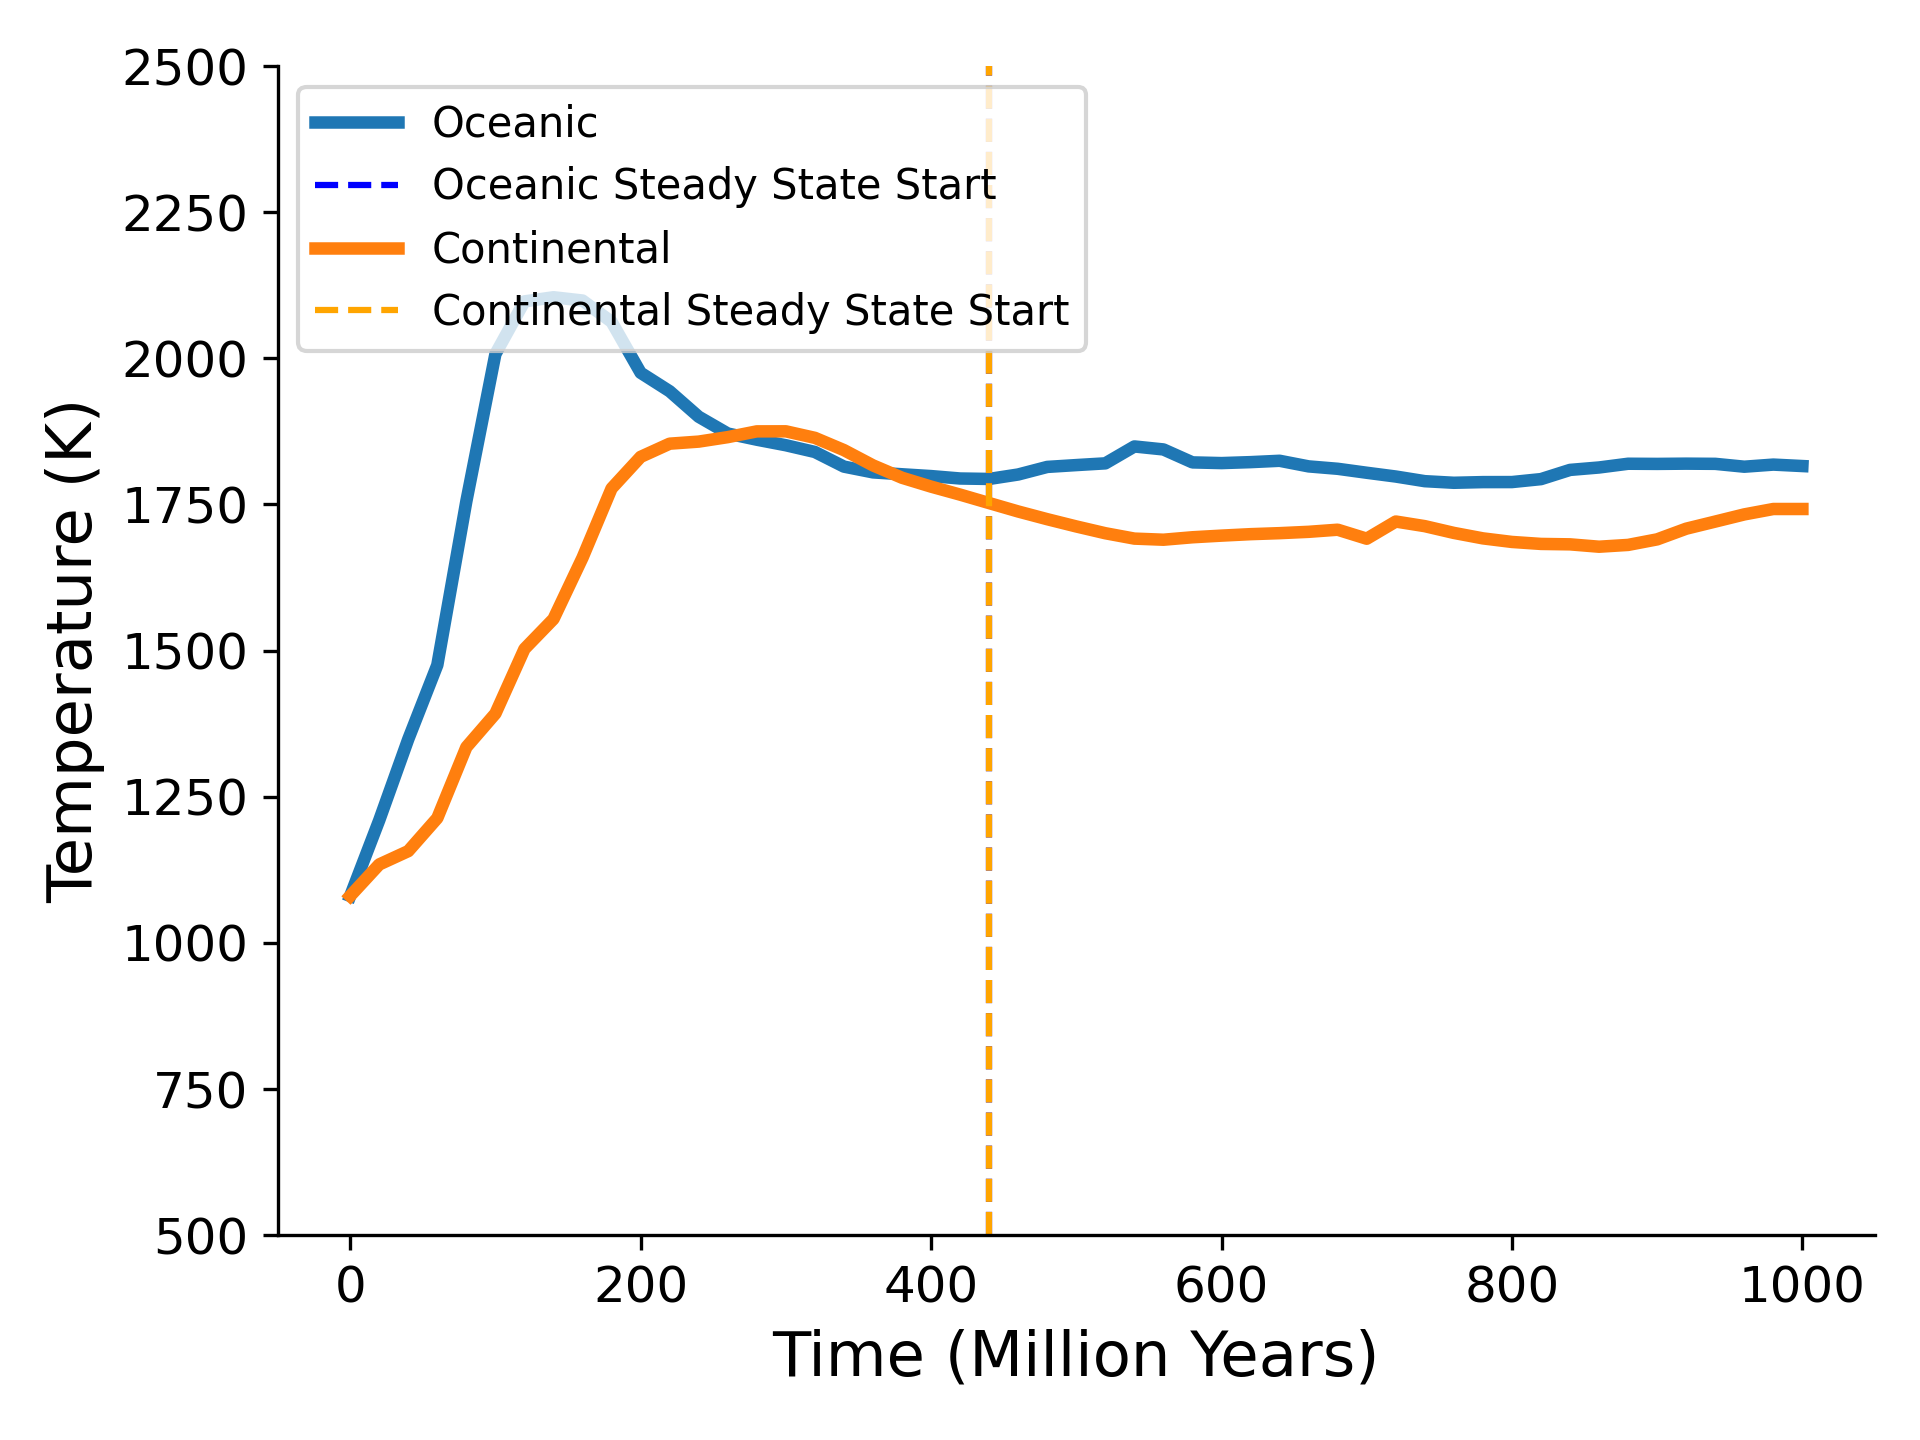 2500
2250
2000
1750
1500
1250
1000
750
500
Temperature (K)
Oceanic
Oceanic Steady State Start
Continental
Continental Steady State Start
0 200 400 600 800 1000
Time (Million Years)